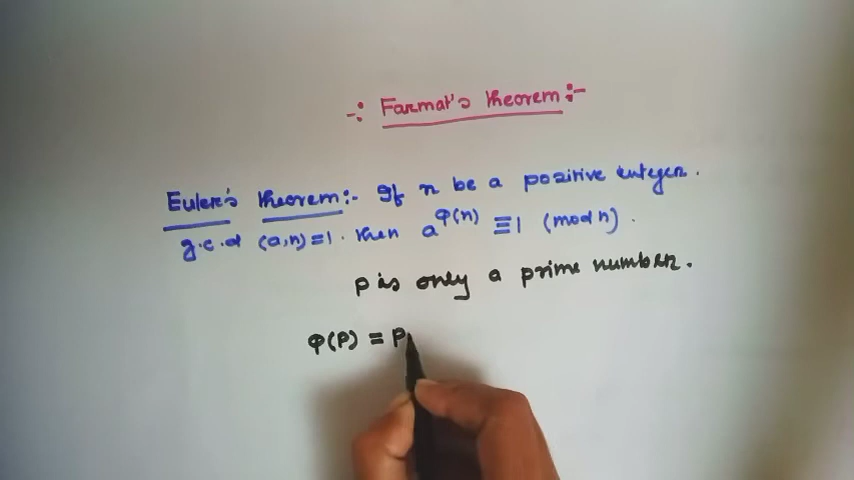 -: Farmat's theorem :-
Euler's theorem:- If n be a positive integer.
g.c.d (a,n)=1. then a^φ(n) ≡1 (mod n).
p is only a prime number.
φ(P) = P